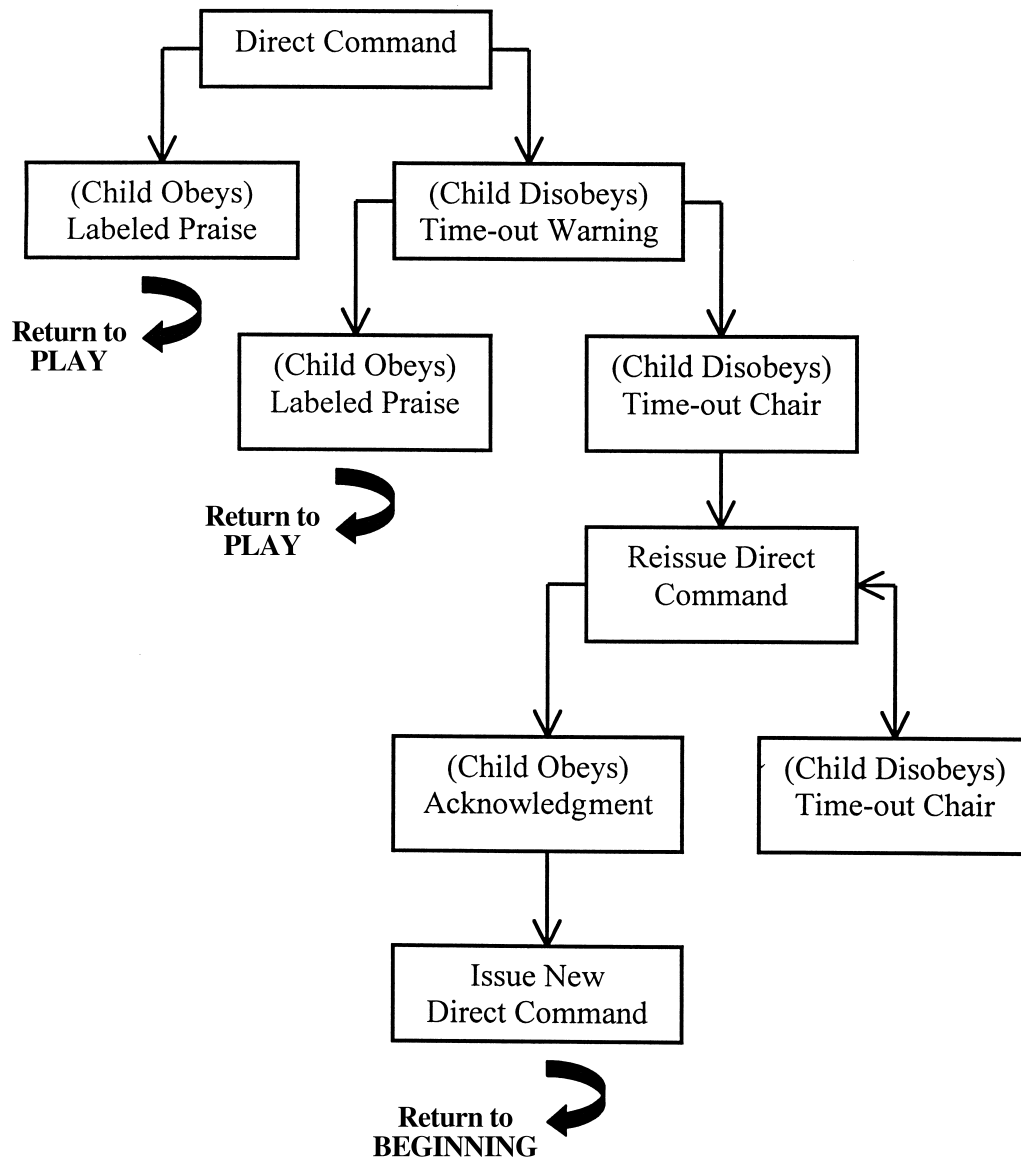 Direct Command
(Child Obeys)
Labeled Praise
(Child Disobeys)
Time-out Warning
Return to
PLAY
(Child Obeys)
Labeled Praise
(Child Disobeys)
Time-out Chair
Return to
PLAY
Reissue Direct
Command
(Child Obeys)
Acknowledgment
(Child Disobeys)
Time-out Chair
Issue New
Direct Command
Return to
BEGINNING